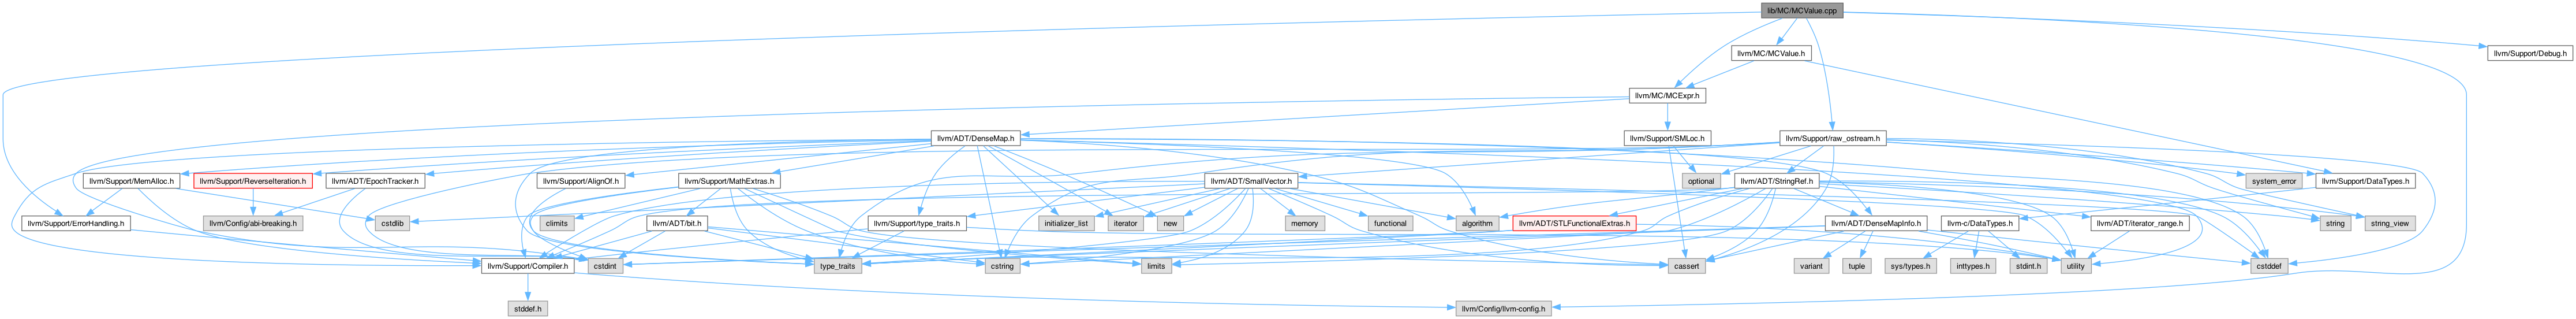 lib/MC/MCValue.cpp
llvm/MC/MCValue.h
llvm/Support/Debug.h
llvm/MC/MCExpr.h
llvm/ADT/DenseMap.h
llvm/Support/SMLoc.h
llvm/Support/raw_ostream.h
llvm/Support/MemAlloc.h
llvm/Support/ReverseIteration.h
llvm/ADT/EpochTracker.h
llvm/Support/AlignOf.h
llvm/Support/MathExtras.h
llvm/ADT/SmallVector.h
optional
llvm/ADT/StringRef.h
system_error
llvm/Support/DataTypes.h
llvm/Support/ErrorHandling.h
llvm/Config/abi-breaking.h
cstdlib
climits
llvm/ADT/bit.h
llvm/Support/type_traits.h
initializer_list
iterator
new
memory
functional
algorithm
llvm/ADT/STLFunctionalExtras.h
llvm/ADT/DenseMapInfo.h
llvm-c/DataTypes.h
llvm/ADT/iterator_range.h
string
string_view
llvm/Support/Compiler.h
cstdint
type_traits
cstring
limits
cassert
variant
tuple
sys/types.h
inttypes.h
stdint.h
utility
cstddef
stddef.h
llvm/Config/llvm-config.h